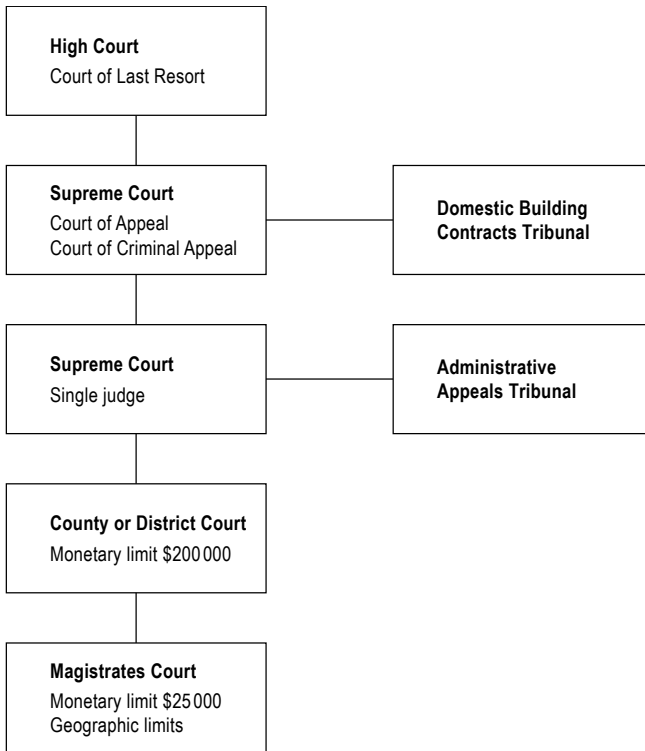 High Court
Court of Last Resort
Supreme Court
Court of Appeal
Court of Criminal Appeal
Domestic Building
Contracts Tribunal
Supreme Court
Single judge
Administrative
Appeals Tribunal
County or District Court
Monetary limit $200 000
Magistrates Court
Monetary limit $25 000
Geographic limits